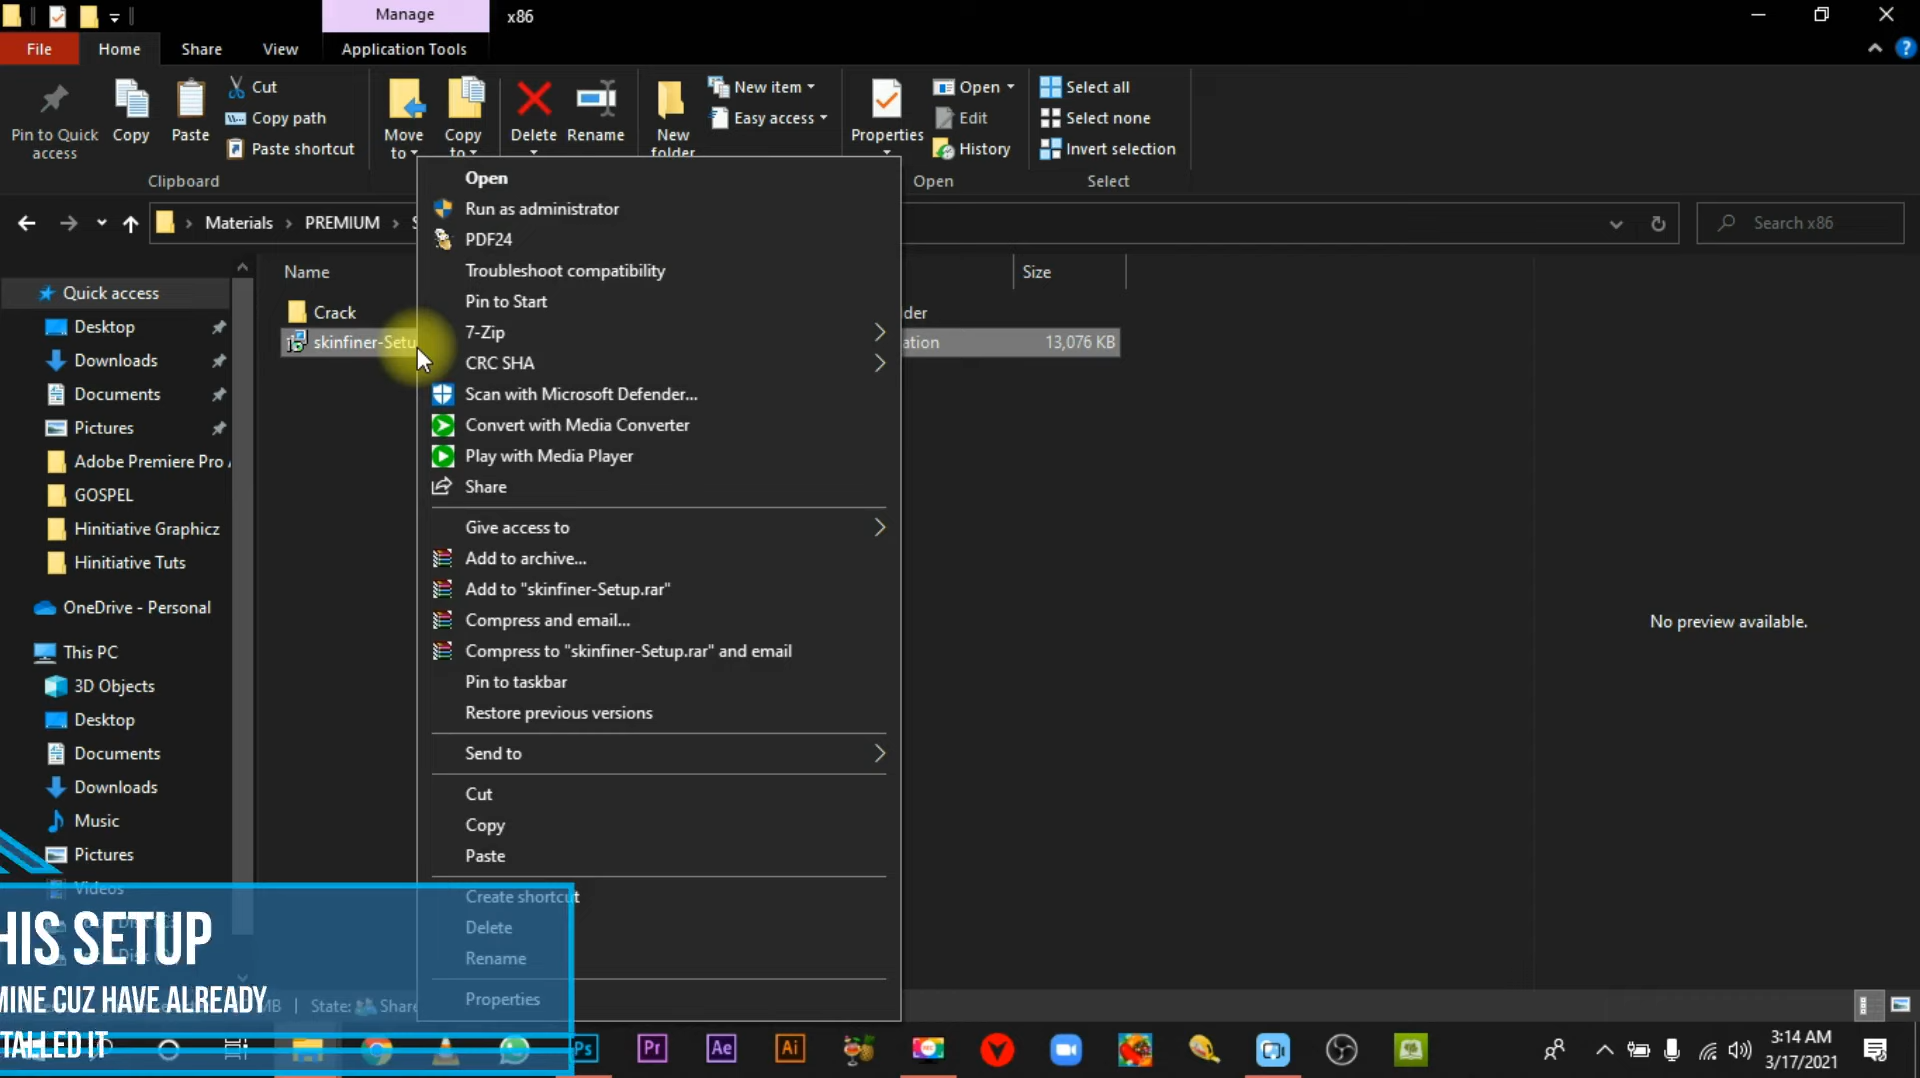 Manage
x86
File
Home
Share
View
Application Tools
Pin to Quick access
Copy
Paste
Cut
Copy path
Paste shortcut
Move to
Copy to
Delete
Rename
New folder
New item
Easy access
Properties
Open
Edit
History
Select all
Select none
Invert selection
Clipboard
Open
Select
Materials
PREMIUM
S
Search x86
Name
Size
Crack
der
skinfiner-Setu
ation
13,076 KB
Quick access
Desktop
Downloads
Documents
Pictures
Adobe Premiere Pro
GOSPEL
Hinitiative Graphicz
Hinitiative Tuts
OneDrive - Personal
This PC
3D Objects
Desktop
Documents
Downloads
Music
Pictures
Videos
Open
Run as administrator
PDF24
Troubleshoot compatibility
Pin to Start
7-Zip
CRC SHA
Scan with Microsoft Defender...
Convert with Media Converter
Play with Media Player
Share
Give access to
Add to archive...
Add to "skinfiner-Setup.rar"
Compress and email...
Compress to "skinfiner-Setup.rar" and email
Pin to taskbar
Restore previous versions
Send to
Cut
Copy
Paste
Create shortcut
Delete
Rename
Properties
No preview available.
HIS SETUP
MINE CUZ HAVE ALREADY
TALLED IT
MB
State:
Share
Ps
Pr
Ae
Ai
3:14 AM
3/17/2021